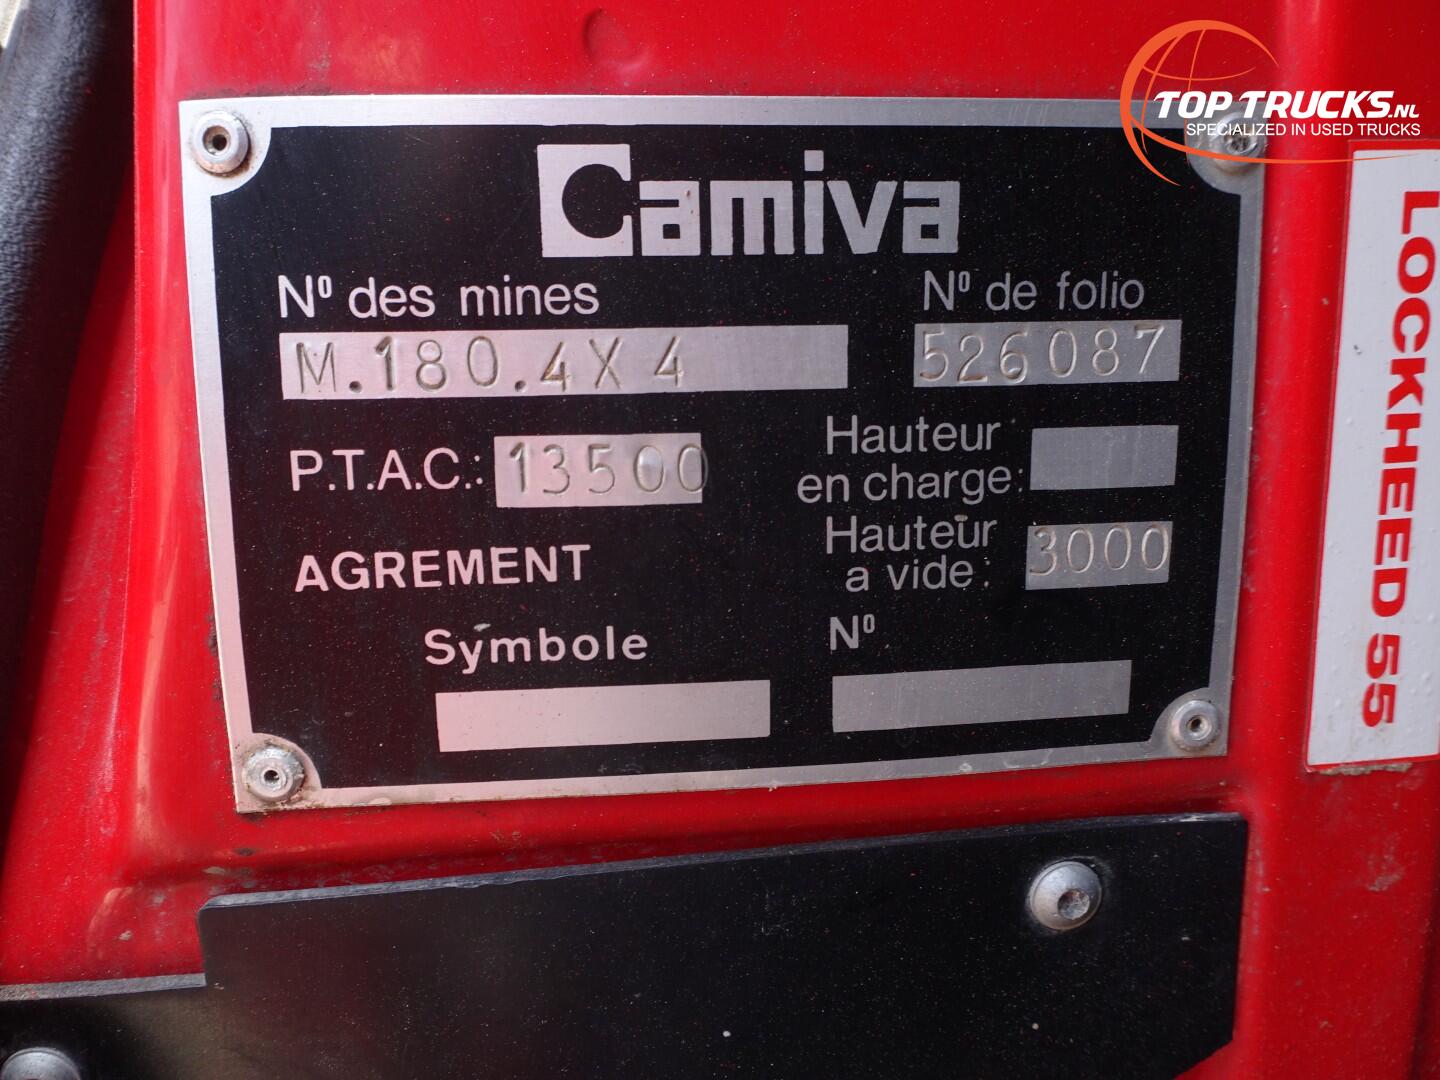 TOP TRUCKS.NL
SPECIALIZED IN USED TRUCKS
Camiva
Nº des mines
M.180.4X4
Nº de folio
526087
P.T.A.C.: 13500
Hauteur
en charge:
Hauteur
a vide: 3000
AGREMENT
Symbole
Nº
LOCKHEED 55